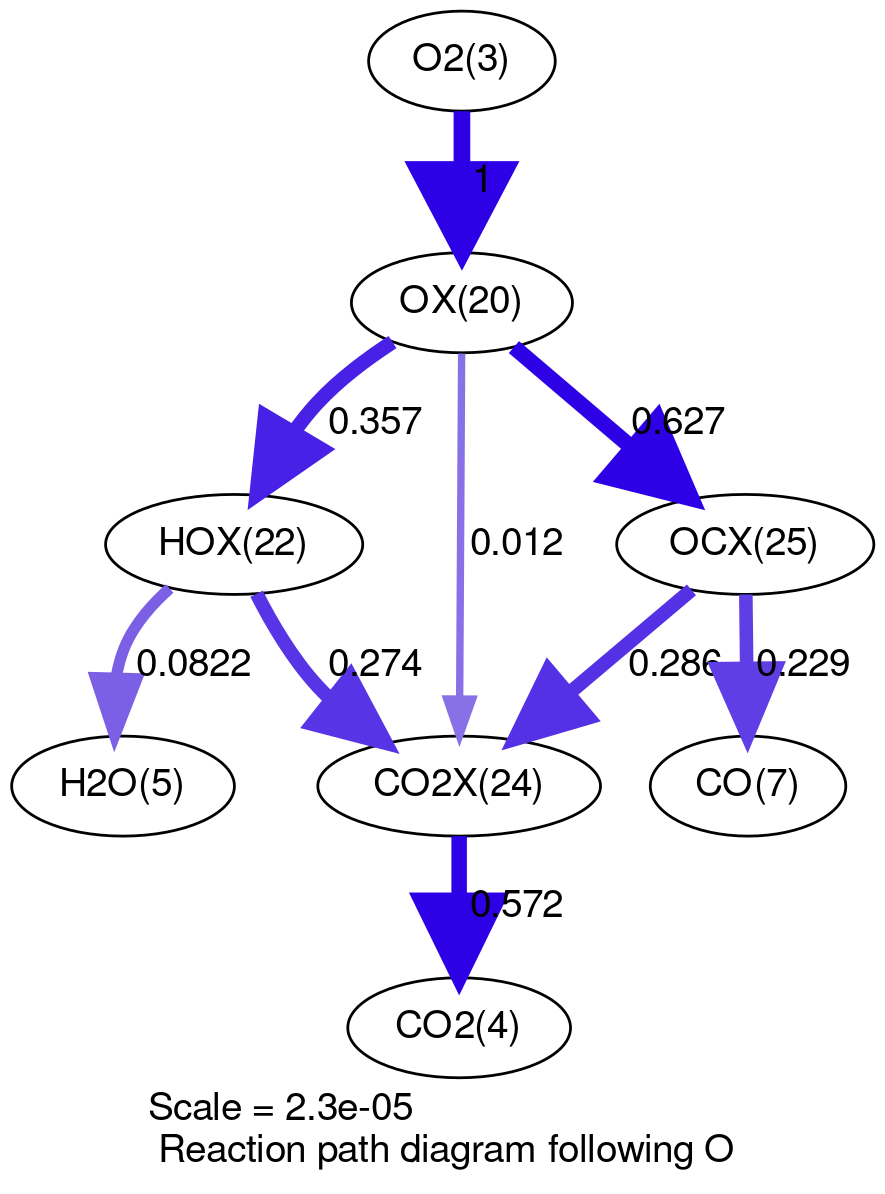 O2(3)
1
OX(20)
0.357
0.627
HOX(22)
0.012
OCX(25)
0.0822
0.274
0.286
0.229
H2O(5)
CO2X(24)
CO(7)
0.572
CO2(4)
Scale = 2.3e-05
Reaction path diagram following O